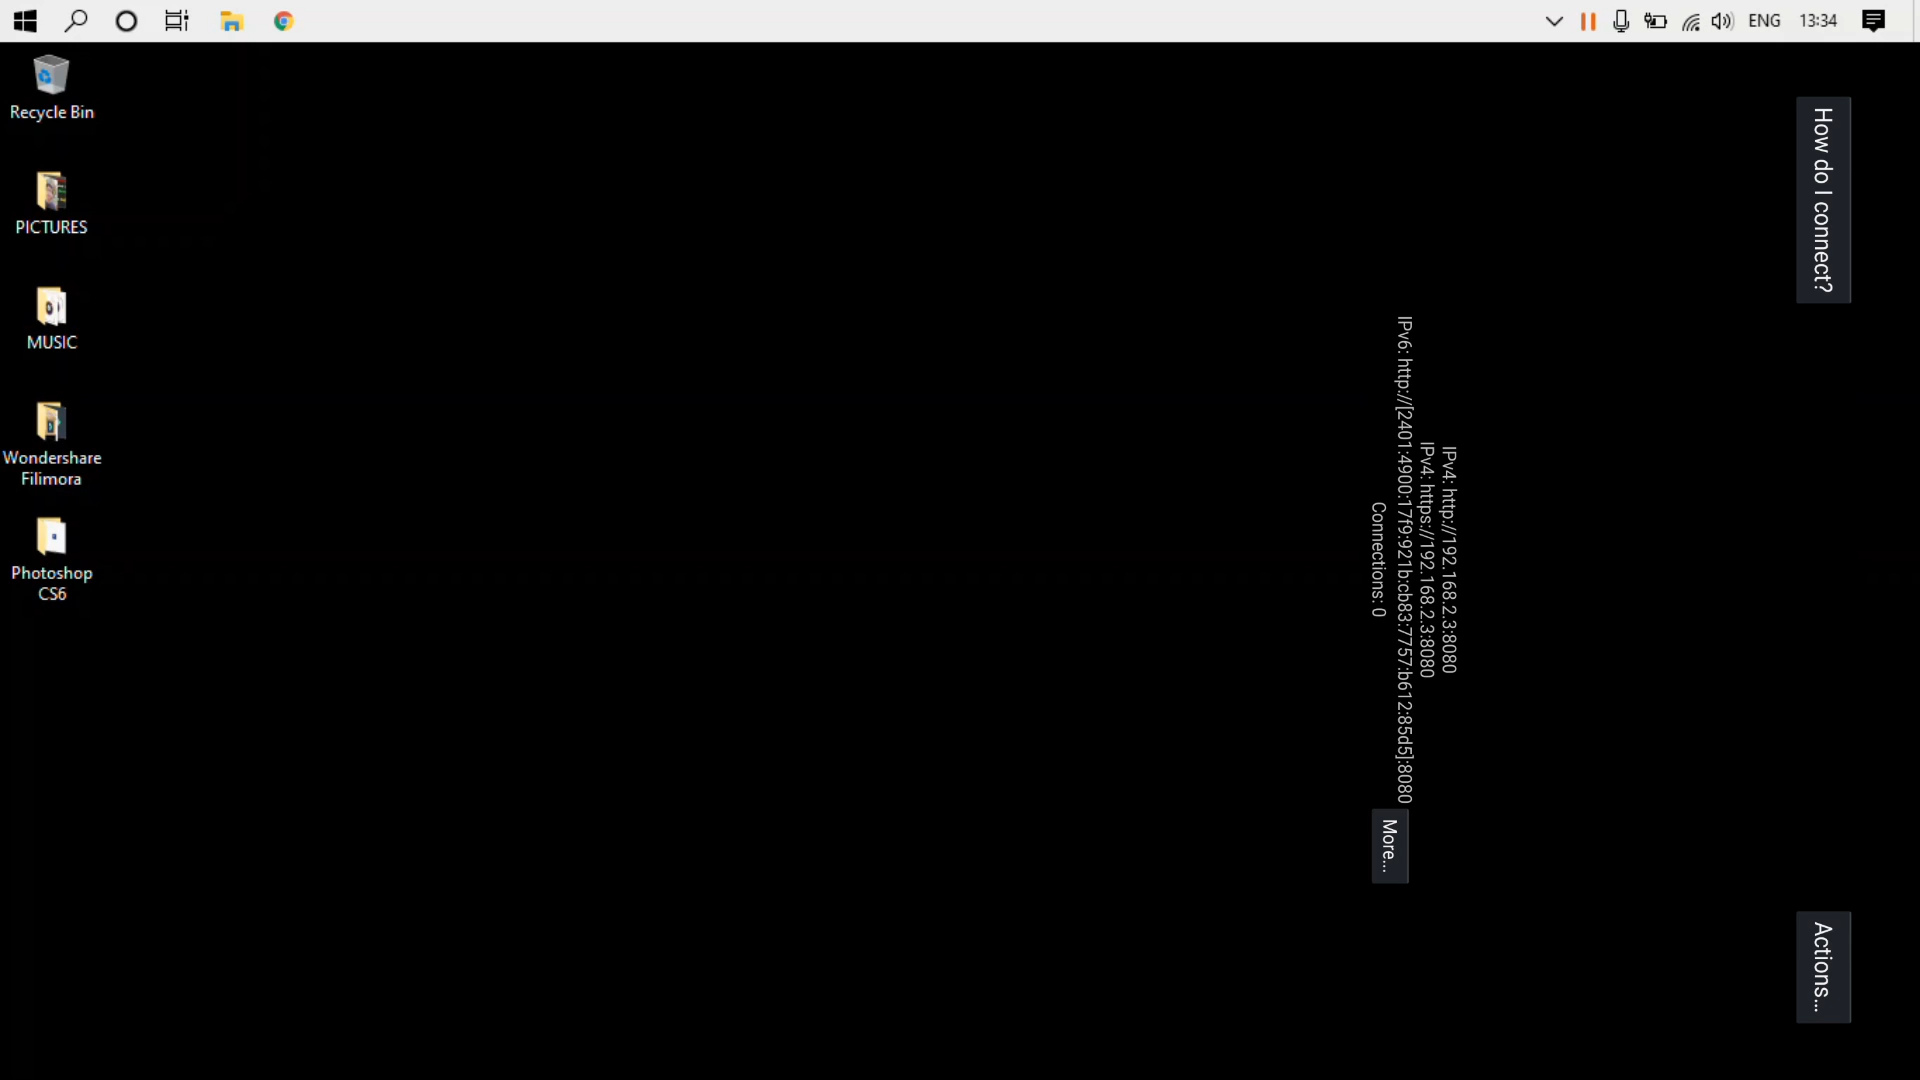 ENG 13:34
Recycle Bin
PICTURES
MUSIC
Wondershare
Filimora
Photoshop
CS6
How do I connect?
IPv4: http://192.168.2.3:8080
IPv4: https://192.168.2.3:8080
IPv6: http://[2401:4900:17f9:921b:cb83:7757:b612:85d5]:8080
Connections: 0
More...
Actions...